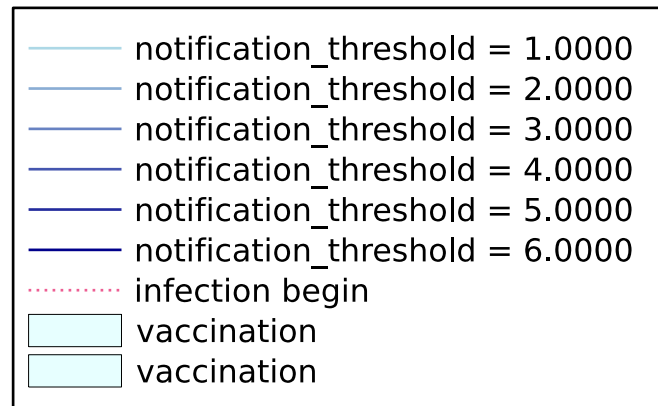 notification_threshold = 1.0000
notification_threshold = 2.0000
notification_threshold = 3.0000
notification_threshold = 4.0000
notification_threshold = 5.0000
notification_threshold = 6.0000
infection begin
vaccination
vaccination